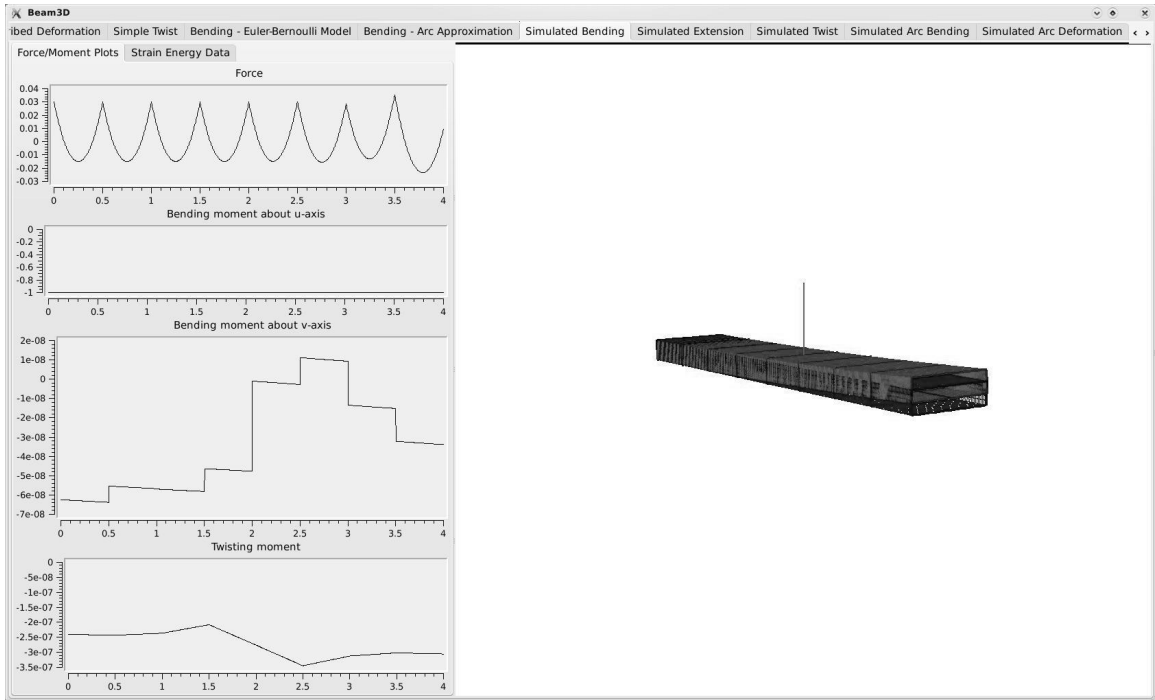 Beam3D
ibed Deformation Simple Twist Bending - Euler-Bernoulli Model Bending - Arc Approximation Simulated Bending Simulated Extension Simulated Twist Simulated Arc Bending Simulated Arc Deformation
Force/Moment Plots Strain Energy Data
Force
0.04
0.03
0.02
0.01
0
-0.01
-0.02
-0.03
0 0.5 1 1.5 2 2.5 3 3.5 4
Bending moment about u-axis
0
-0.2
-0.4
-0.6
-0.8
-1
0 0.5 1 1.5 2 2.5 3 3.5 4
Bending moment about v-axis
2e-08
1e-08
0
-1e-08
-2e-08
-3e-08
-4e-08
-5e-08
-6e-08
-7e-08
0 0.5 1 1.5 2 2.5 3 3.5 4
Twisting moment
0
-5e-08
-1e-07
-1.5e-07
-2e-07
-2.5e-07
-3e-07
-3.5e-07
0 0.5 1 1.5 2 2.5 3 3.5 4